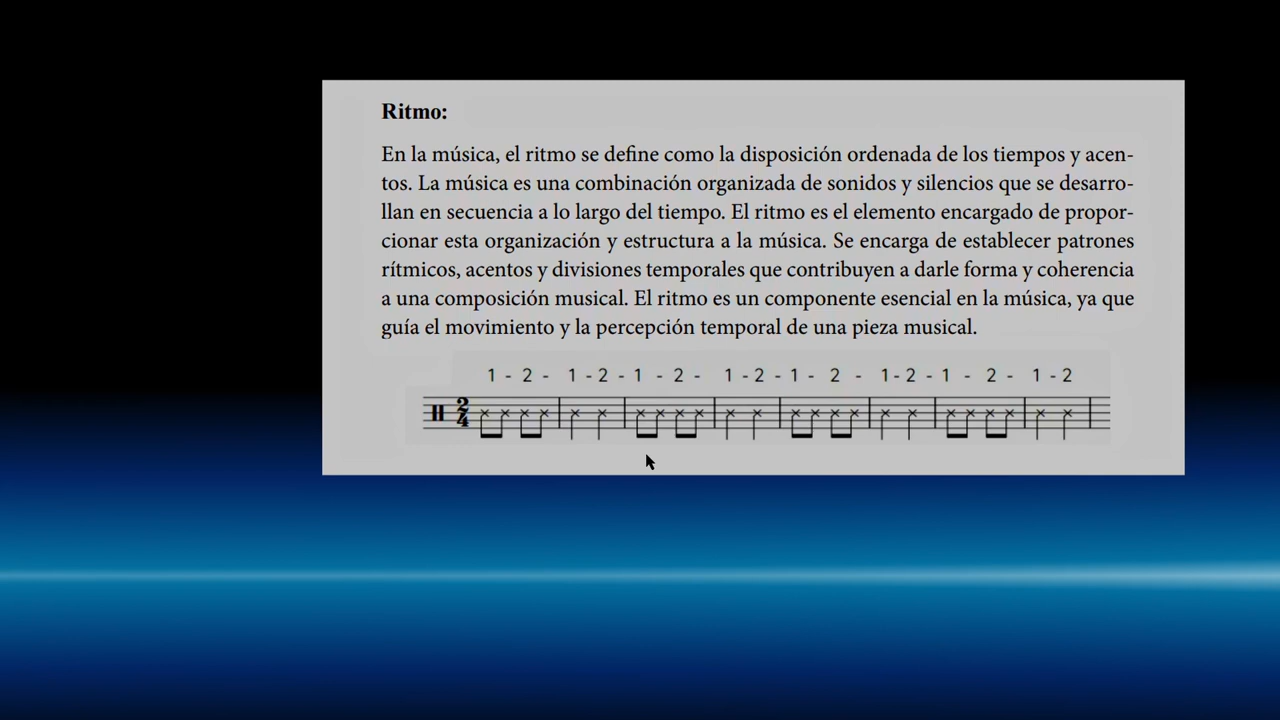 Ritmo:
En la música, el ritmo se define como la disposición ordenada de los tiempos y acen-
tos. La música es una combinación organizada de sonidos y silencios que se desarro-
llan en secuencia a lo largo del tiempo. El ritmo es el elemento encargado de propor-
cionar esta organización y estructura a la música. Se encarga de establecer patrones
rítmicos, acentos y divisiones temporales que contribuyen a darle forma y coherencia
a una composición musical. El ritmo es un componente esencial en la música, ya que
guía el movimiento y la percepción temporal de una pieza musical.
1 - 2 - 1 - 2 - 1 - 2 - 1 - 2 - 1 - 2 - 1 - 2 - 1 - 2 - 1 - 2
2
4